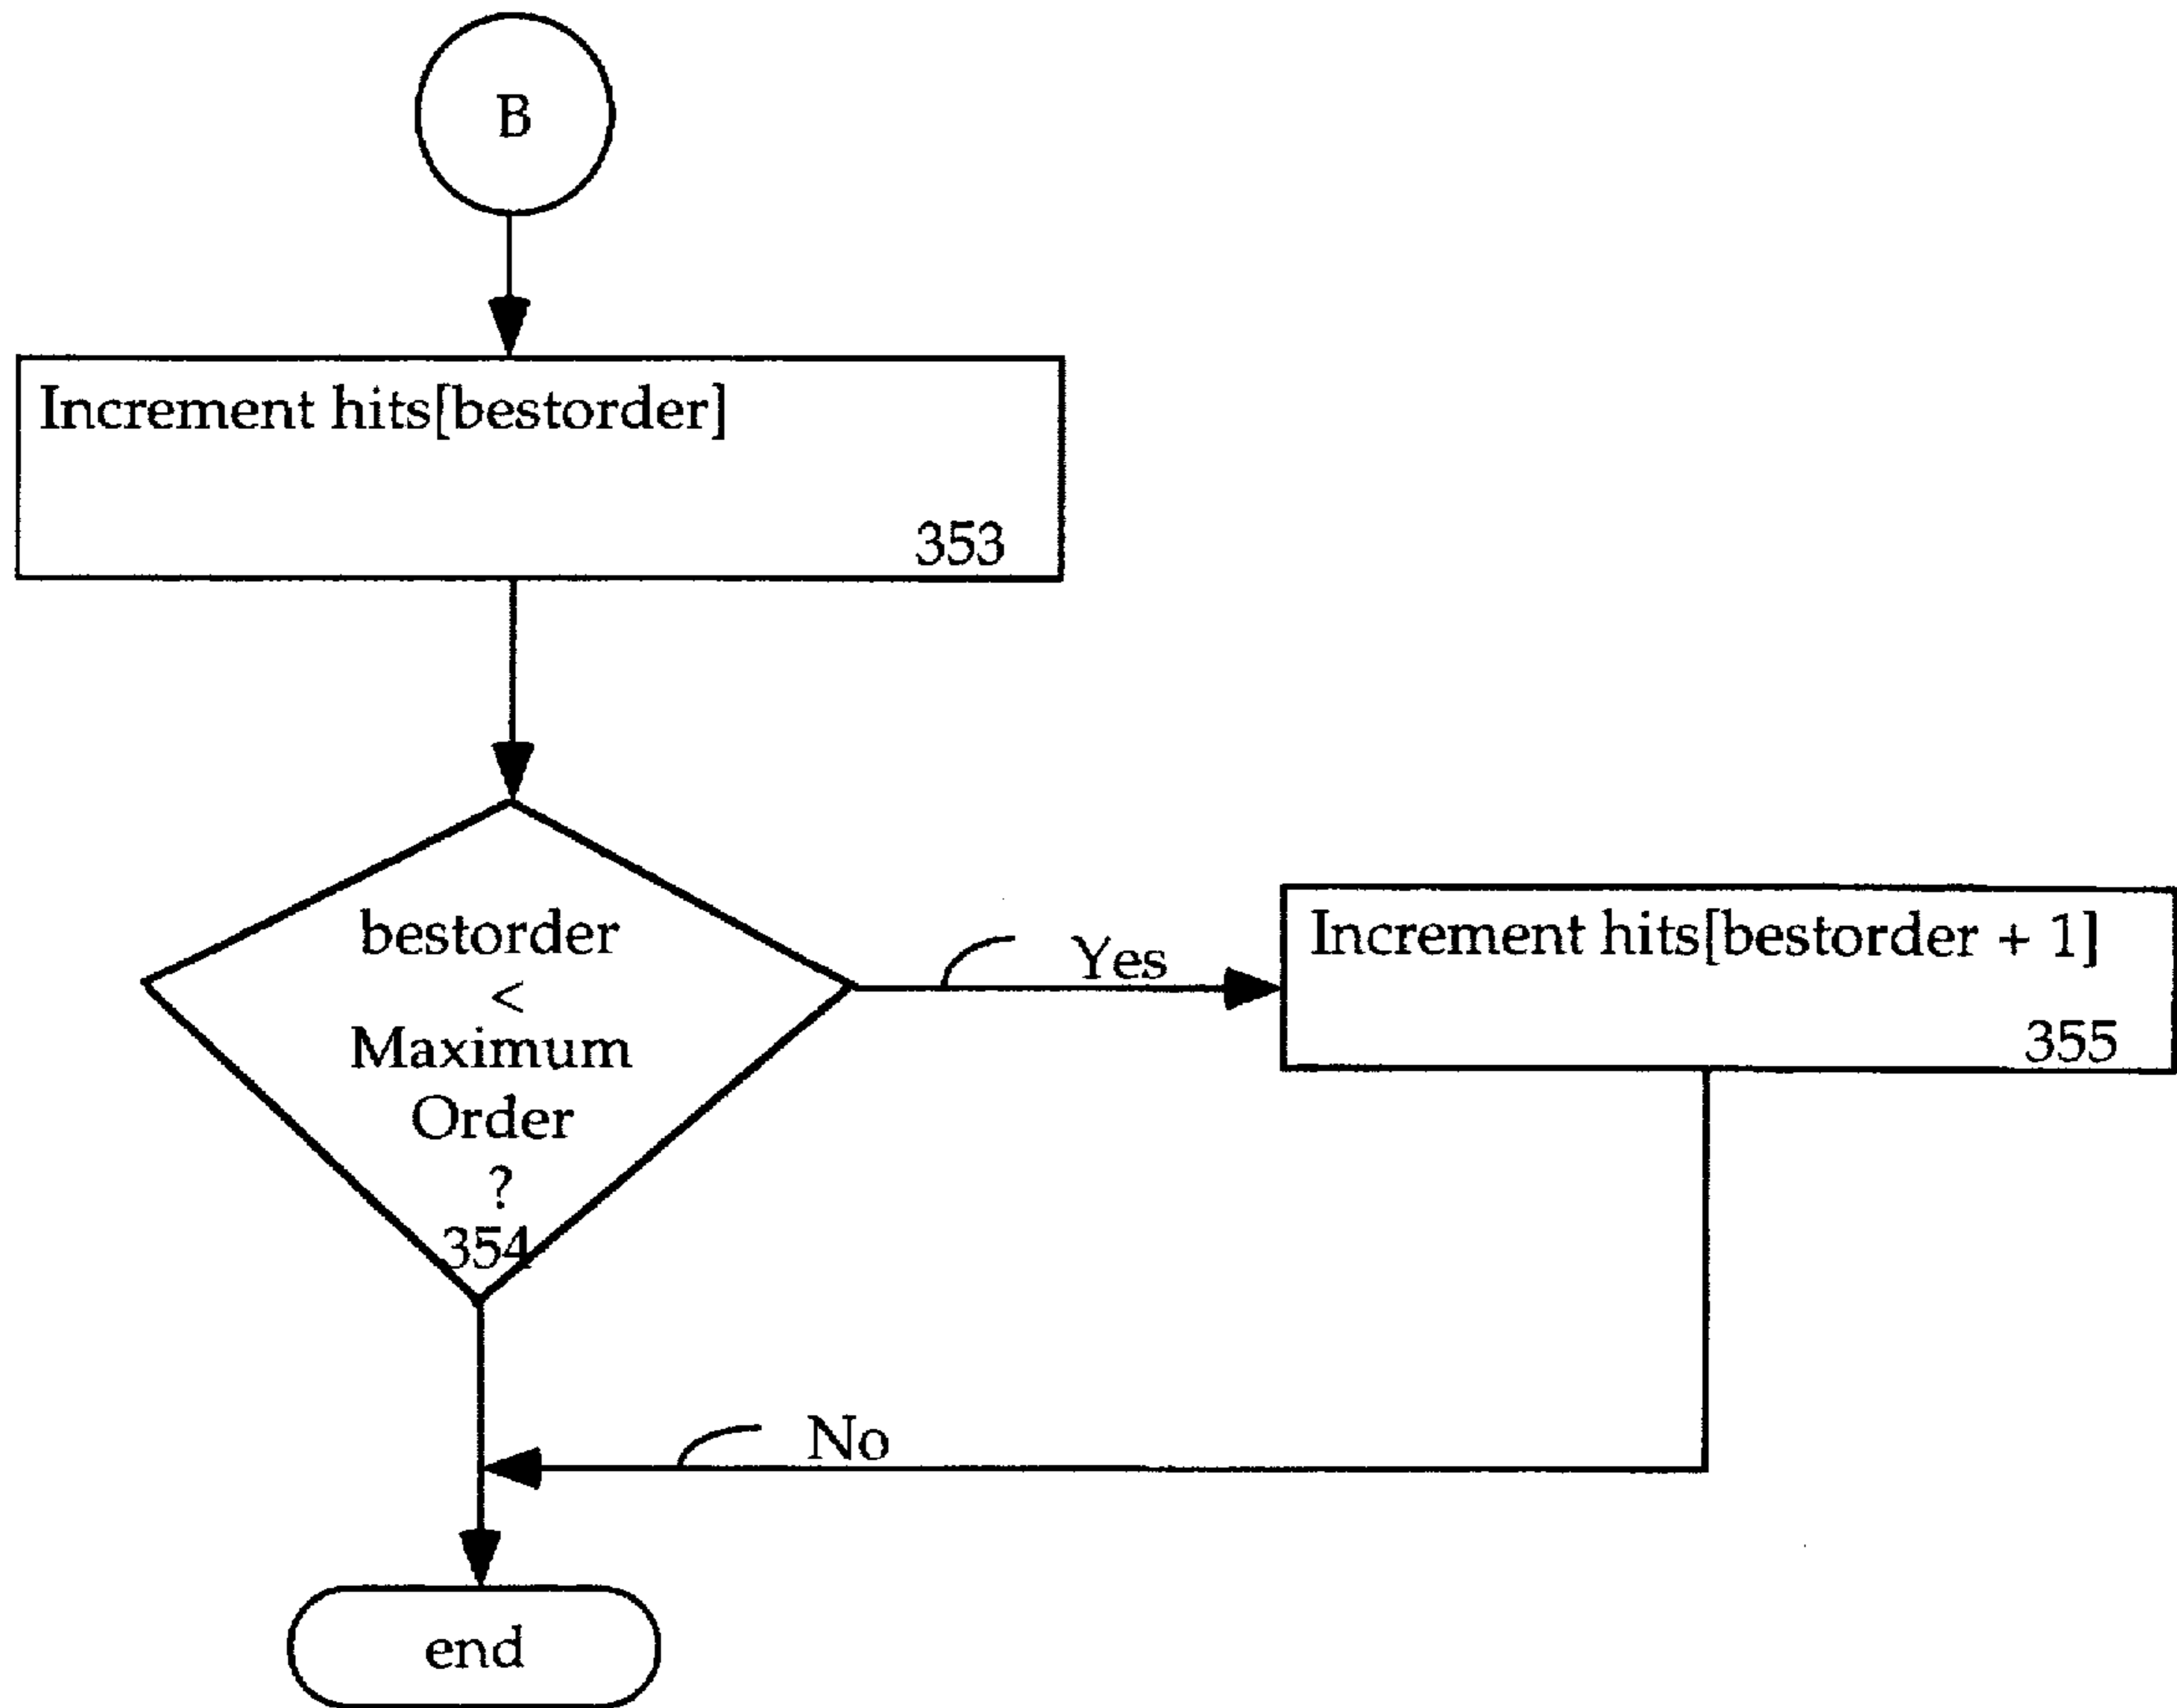 B
Increment hits[bestorder]
353
bestorder
<
Maximum
Order
?
354
Yes
Increment hits[bestorder + 1]
355
No
end